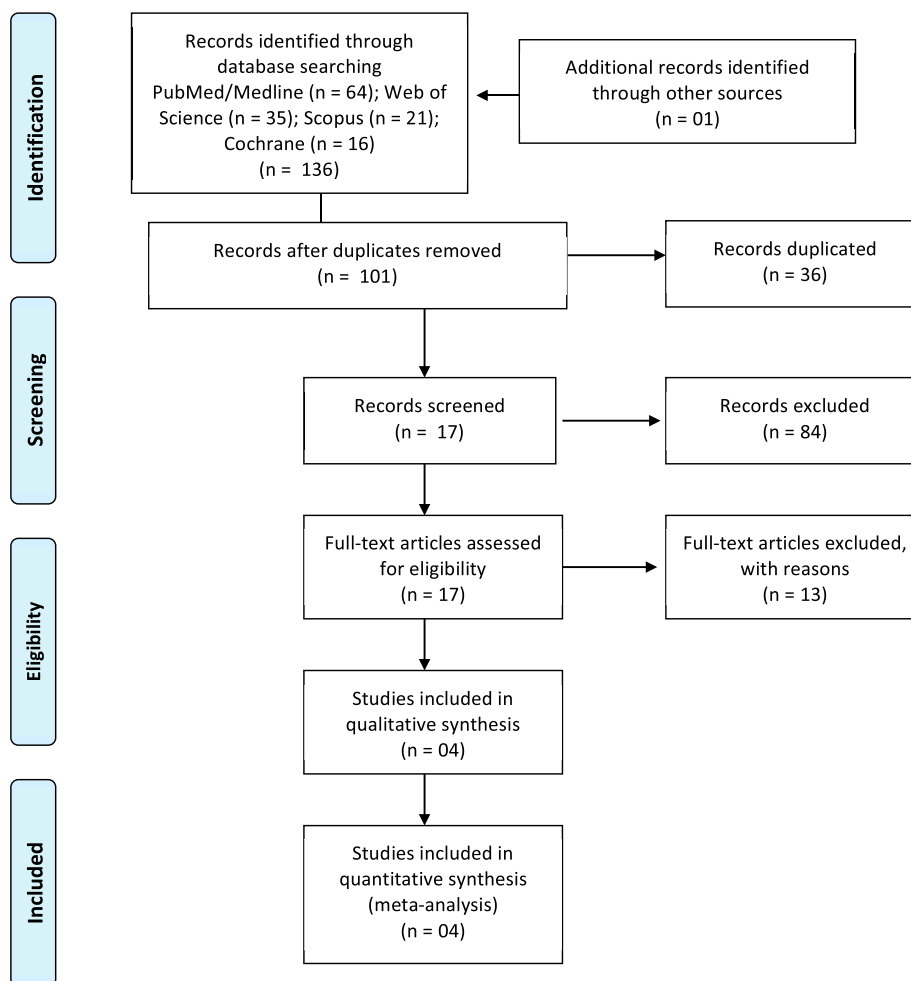 Identification
Records identified through
database searching
PubMed/Medline (n = 64); Web of
Science (n = 35); Scopus (n = 21);
Cochrane (n = 16)
(n = 136)
Additional records identified
through other sources
(n = 01)
Records after duplicates removed
(n = 101)
Records duplicated
(n = 36)
Screening
Records screened
(n = 17)
Records excluded
(n = 84)
Eligibility
Full-text articles assessed
for eligibility
(n = 17)
Full-text articles excluded,
with reasons
(n = 13)
Studies included in
qualitative synthesis
(n = 04)
Included
Studies included in
quantitative synthesis
(meta-analysis)
(n = 04)